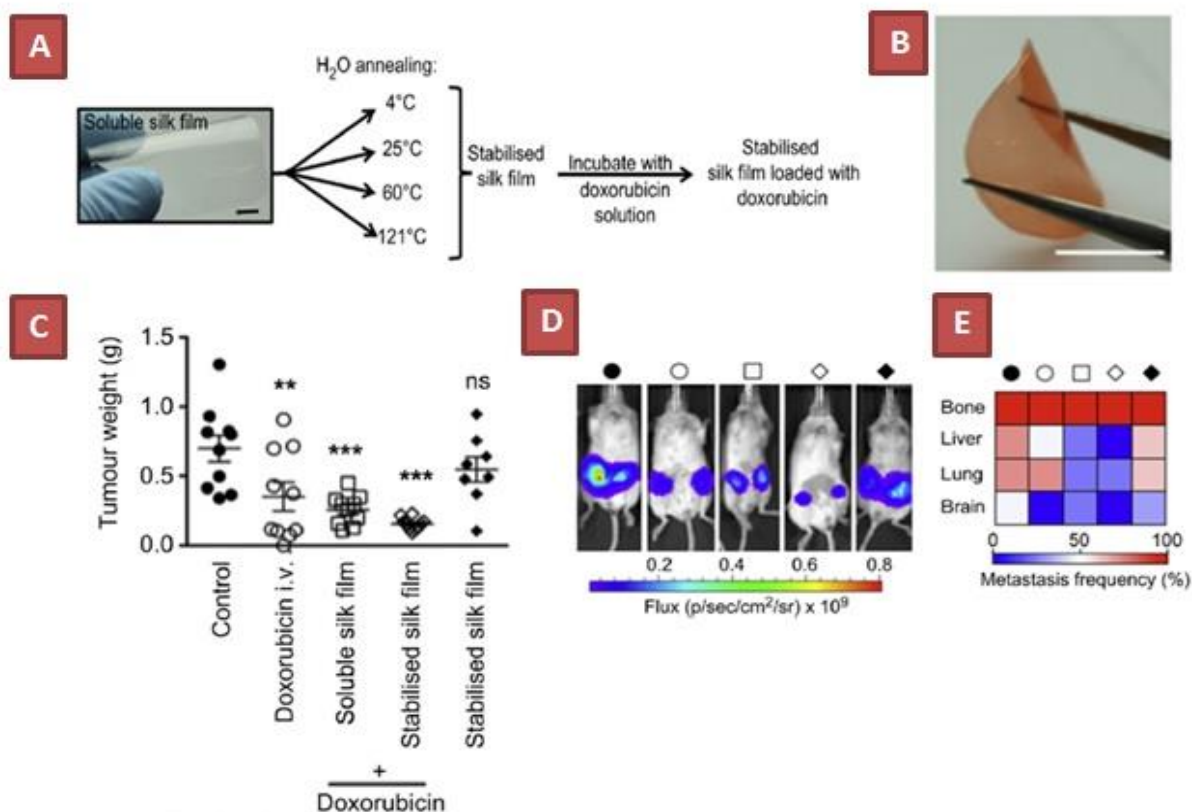 A
H₂O annealing:
Soluble silk film
4°C
25°C
60°C
121°C
Stabilised
silk film
Incubate with
doxorubicin
solution
Stabilised
silk film loaded with
doxorubicin
B
C
Tumour weight (g)
1.5
1.0
0.5
0.0
**
***
***
ns
Control
Doxorubicin i.v.
Soluble silk film
Stabilised silk film
Stabilised silk film
+
Doxorubicin
D
0.2 0.4 0.6 0.8
Flux (p/sec/cm²/sr) x 10⁹
E
Bone
Liver
Lung
Brain
0 50 100
Metastasis frequency (%)